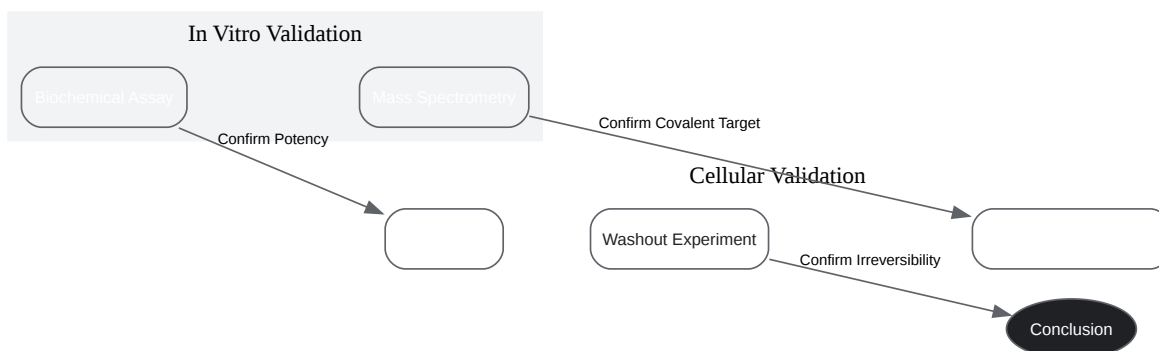 In Vitro Validation
Biochemical Assay
Mass Spectrometry
Confirm Potency
Confirm Covalent Target
Cellular Validation
Washout Experiment
Confirm Irreversibility
Conclusion